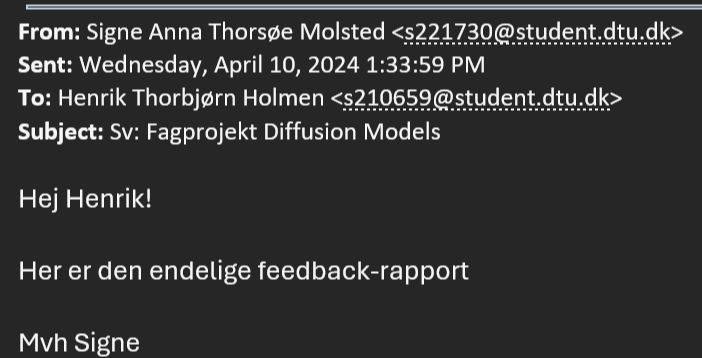 From: Signe Anna Thorsøe Molsted <s221730@student.dtu.dk>
Sent: Wednesday, April 10, 2024 1:33:59 PM
To: Henrik Thorbjørn Holmen <s210659@student.dtu.dk>
Subject: Sv: Fagprojekt Diffusion Models
Hej Henrik!
Her er den endelige feedback-rapport
Mvh Signe